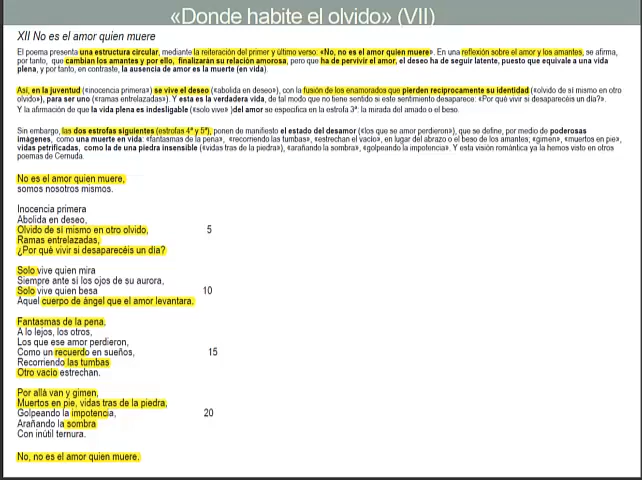 «Donde habite el olvido» (VII)
XII No es el amor quien muere
El poema presenta una estructura circular, mediante la reiteración del primer y último verso: «No, no es el amor quien muere». En una reflexión sobre el amor y los amantes, se afirma,
por tanto, que cambian los amantes y por ello, finalizarán su relación amorosa, pero que ha de pervivir el amor, el deseo ha de seguir latente, puesto que equivale a una vida
plena, y por tanto, en contraste, la ausencia de amor es la muerte (en vida).
Así, en la juventud («inocencia primera») se vive el deseo («abolida en deseo»), con la fusión de los enamorados que pierden recíprocamente su identidad («olvido de sí mismo en otro
olvido»), para ser uno («ramas entrelazadas»). Y esta es la verdadera vida, de tal modo que no tiene sentido si este sentimiento desaparece: «Por qué vivir si desaparecéis un día?».
Y la afirmación de que la vida plena es indesligable («solo vive» )del amor se especifica en la estrofa 3ª: la mirada del amado o el beso.
Sin embargo, las dos estrofas siguientes (estrofas 4ª y 5ª), ponen de manifiesto el estado del desamor («los que se amor perdieron»), que se define, por medio de poderosas
imágenes, como una muerte en vida: «fantasmas de la pena», «recorriendo las tumbas», «estrechan el vacío», en lugar del abrazo o el beso de los amantes; «gimen», «muertos en pie»,
vidas petrificadas, como la de una piedra insensible («vidas tras de la piedra»), «arañando la sombra», «golpeando la impotencia». Y esta visión romántica ya la hemos visto en otros
poemas de Cernuda.
No es el amor quien muere,
somos nosotros mismos.
Inocencia primera
Abolida en deseo,
Olvido de sí mismo en otro olvido, 5
Ramas entrelazadas,
¿Por qué vivir si desaparecéis un día?
Solo vive quien mira
Siempre ante sí los ojos de su aurora,
Solo vive quien besa 10
Aquel cuerpo de ángel que el amor levantara.
Fantasmas de la pena,
A lo lejos, los otros,
Los que ese amor perdieron,
Como un recuerdo en sueños, 15
Recorriendo las tumbas
Otro vacío estrechan.
Por allá van y gimen,
Muertos en pie, vidas tras de la piedra,
Golpeando la impotencia, 20
Arañando la sombra
Con inútil ternura.
No, no es el amor quien muere.